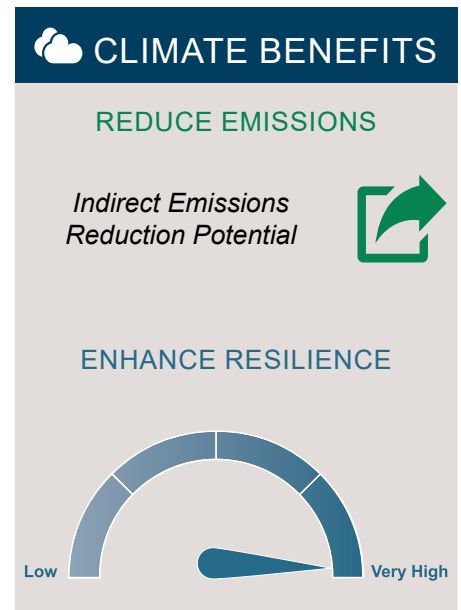 CLIMATE BENEFITS
REDUCE EMISSIONS
Indirect Emissions
Reduction Potential
ENHANCE RESILIENCE
Low
Very High